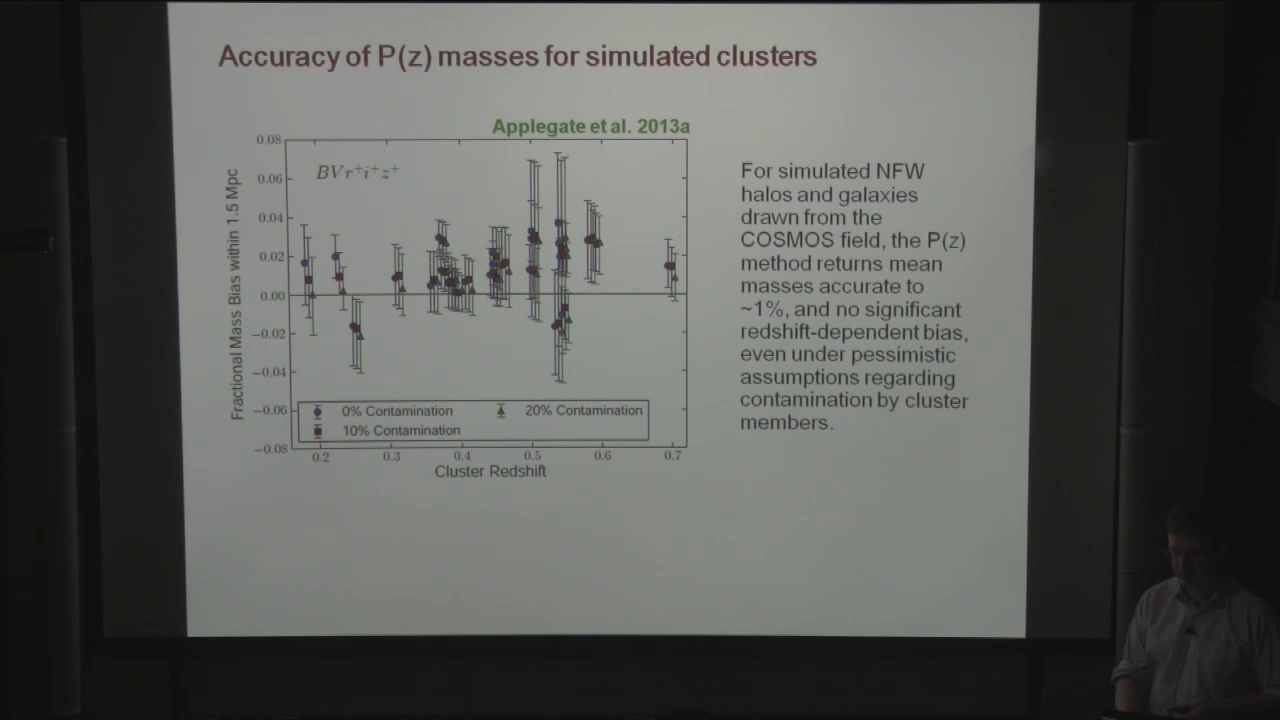 Accuracy of P(z) masses for simulated clusters
Applegate et al. 2013a
BVr⁺i⁺z⁺
Fractional Mass Bias within 1.5 Mpc
0.08
0.06
0.04
0.02
0.00
−0.02
−0.04
−0.06
−0.08
0% Contamination
10% Contamination
20% Contamination
0.2 0.3 0.4 0.5 0.6 0.7
Cluster Redshift
For simulated NFW
halos and galaxies
drawn from the
COSMOS field, the P(z)
method returns mean
masses accurate to
~1%, and no significant
redshift-dependent bias,
even under pessimistic
assumptions regarding
contamination by cluster
members.